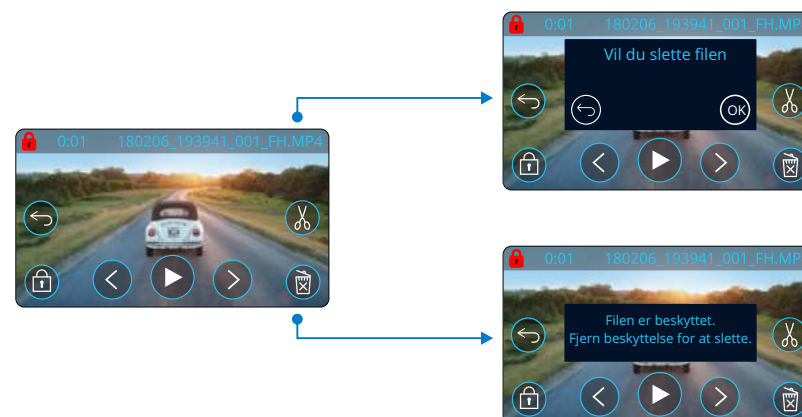 0:01 180206_193941_001_FH.MP4
0:01 180206_193941_001_FH.MP
Vil du slette filen
OK
0:01 180206_193941_001_FH.MP
Filen er beskyttet.
Fjern beskyttelse for at slette.